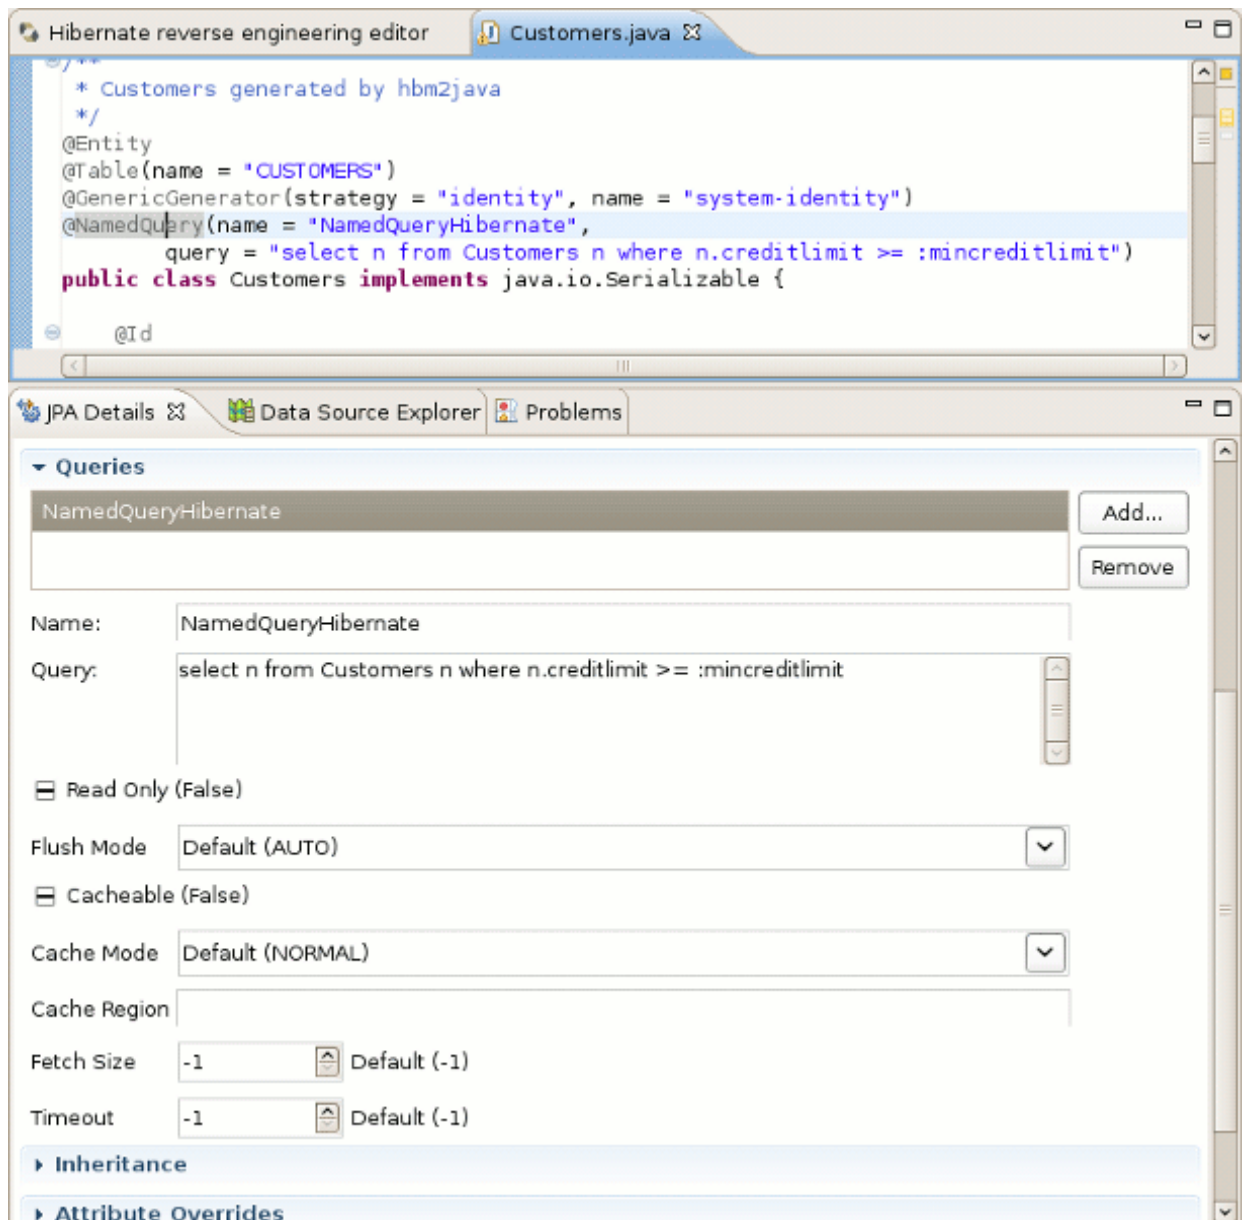 Hibernate reverse engineering editor
Customers.java
/**
* Customers generated by hbm2java
*/
@Entity
@Table(name = "CUSTOMERS")
@GenericGenerator(strategy = "identity", name = "system-identity")
@NamedQuery(name = "NamedQueryHibernate",
query = "select n from Customers n where n.creditlimit >= :mincreditlimit")
public class Customers implements java.io.Serializable {
@Id
JPA Details
Data Source Explorer
Problems
Queries
NamedQueryHibernate
Add...
Remove
Name: NamedQueryHibernate
Query: select n from Customers n where n.creditlimit >= :mincreditlimit
Read Only (False)
Flush Mode Default (AUTO)
Cacheable (False)
Cache Mode Default (NORMAL)
Cache Region
Fetch Size -1 Default (-1)
Timeout -1 Default (-1)
Inheritance
Attribute Overrides